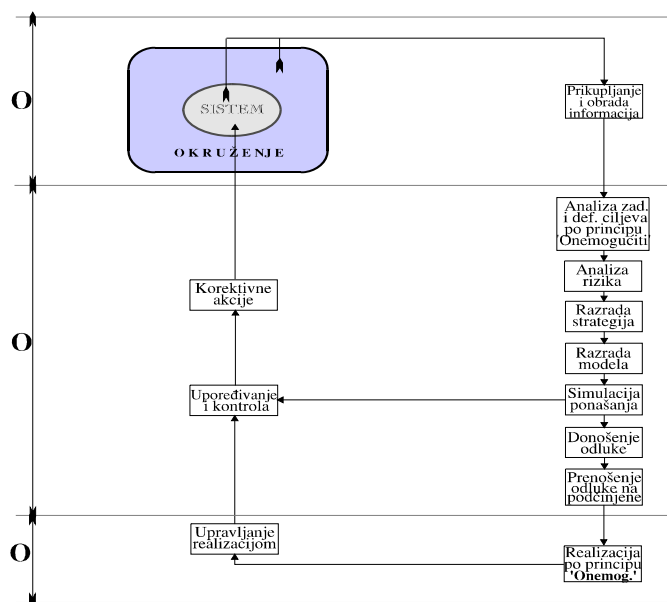 O
SISTEM
OKRUŽENJE
Prikupljanje
i obrada
informacija
O
Analiza zad.
i def. ciljeva
po principu
'Onemogućiti'
Analiza
rizika
Razrada
strategija
Razrada
modela
Simulacija
ponašanja
Donošenje
odluke
Prenošenje
odluke na
podčinjene
Korektivne
akcije
Upoređivanje
i kontrola
O
Upravljanje
realizacijom
Realizacija
po principu
'Onemog.'